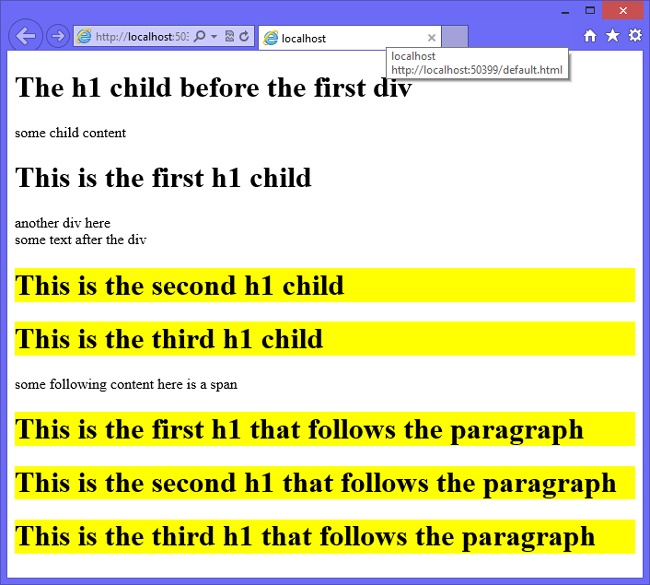 http://localhost:503
localhost
localhost
http://localhost:50399/default.html
The h1 child before the first div
some child content
This is the first h1 child
another div here
some text after the div
This is the second h1 child
This is the third h1 child
some following content here is a span
This is the first h1 that follows the paragraph
This is the second h1 that follows the paragraph
This is the third h1 that follows the paragraph